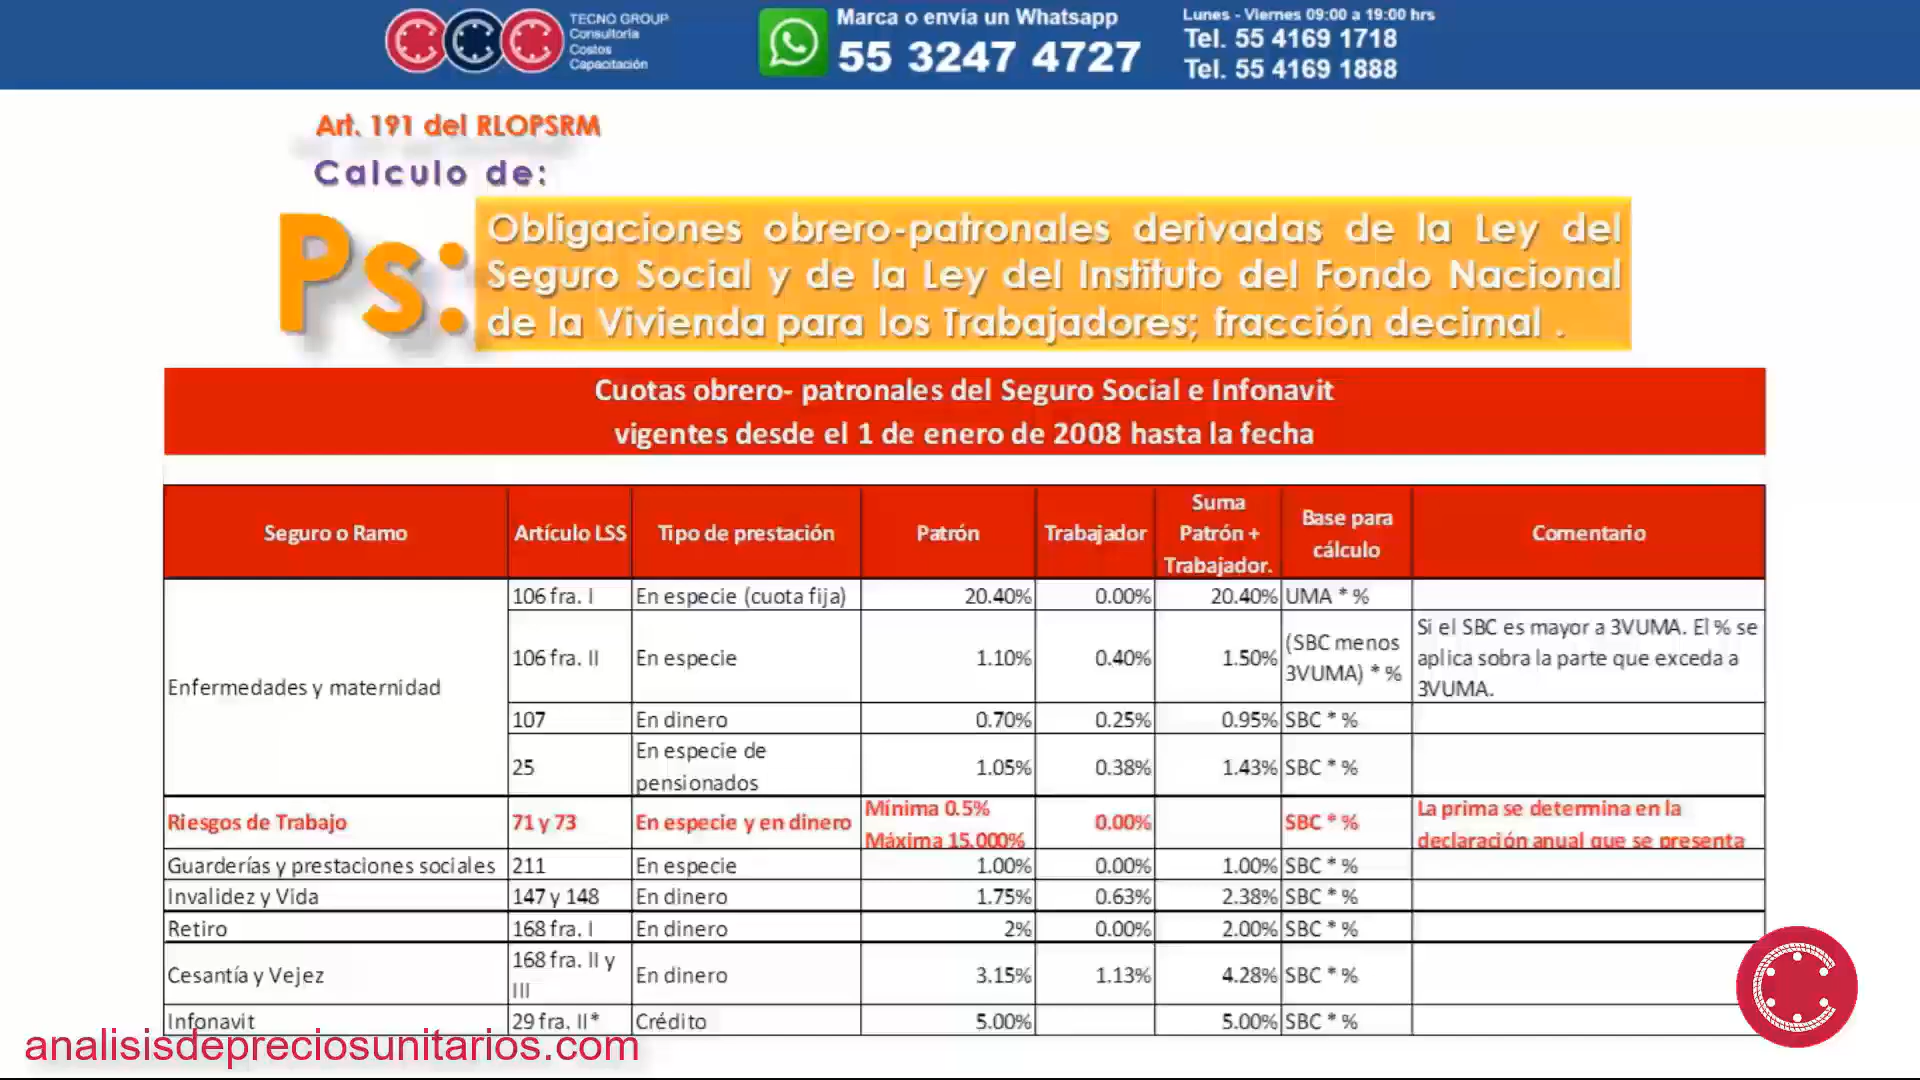 TECNO GROUP
Consultoría
Costos
Capacitación
Marca o envía un Whatsapp
55 3247 4727
Lunes - Viernes 09:00 a 19:00 hrs
Tel. 55 4169 1718
Tel. 55 4169 1888
Art. 191 del RLOPSRM
Calculo de:
Ps:
Obligaciones obrero-patronales derivadas de la Ley del
Seguro Social y de la Ley del Instituto del Fondo Nacional
de la Vivienda para los Trabajadores; fracción decimal .
Cuotas obrero- patronales del Seguro Social e Infonavit
vigentes desde el 1 de enero de 2008 hasta la fecha
Seguro o Ramo Artículo LSS Tipo de prestación Patrón Trabajador Suma Patrón + Trabajador. Base para cálculo Comentario
Enfermedades y maternidad
106 fra. I En especie (cuota fija) 20.40% 0.00% 20.40% UMA * %
106 fra. II En especie 1.10% 0.40% 1.50% (SBC menos 3VUMA) * % Si el SBC es mayor a 3VUMA. El % se aplica sobra la parte que exceda a 3VUMA.
107 En dinero 0.70% 0.25% 0.95% SBC * %
25 En especie de pensionados 1.05% 0.38% 1.43% SBC * %
Riesgos de Trabajo 71 y 73 En especie y en dinero Mínima 0.5% Máxima 15.000% 0.00% SBC * % La prima se determina en la declaración anual que se presenta
Guarderías y prestaciones sociales 211 En especie 1.00% 0.00% 1.00% SBC * %
Invalidez y Vida 147 y 148 En dinero 1.75% 0.63% 2.38% SBC * %
Retiro 168 fra. I En dinero 2% 0.00% 2.00% SBC * %
Cesantía y Vejez 168 fra. II y III En dinero 3.15% 1.13% 4.28% SBC * %
Infonavit 29 fra. II* Crédito 5.00% 5.00% SBC * %
analisisdepreciosunitarios.com